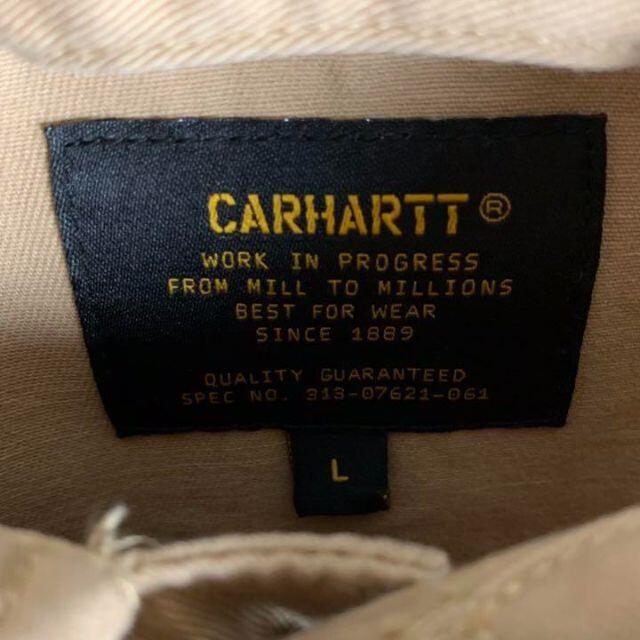 CARHARTT®
WORK IN PROGRESS
FROM MILL TO MILLIONS
BEST FOR WEAR
SINCE 1889
QUALITY GUARANTEED
SPEC NO. 313-07621-061
L